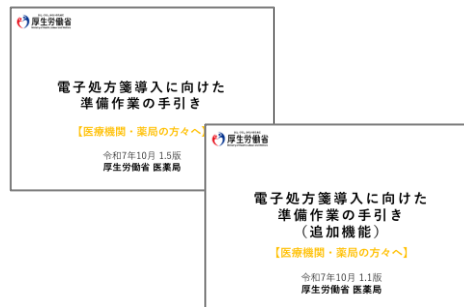 厚生労働省
電子処方箋導入に向けた
準備作業の手引き
【医療機関・薬局の方々へ】
令和7年10月 1.5版
厚生労働省 医薬局
厚生労働省
電子処方箋導入に向けた
準備作業の手引き
（追加機能）
【医療機関・薬局の方々へ】
令和7年10月 1.1版
厚生労働省 医薬局